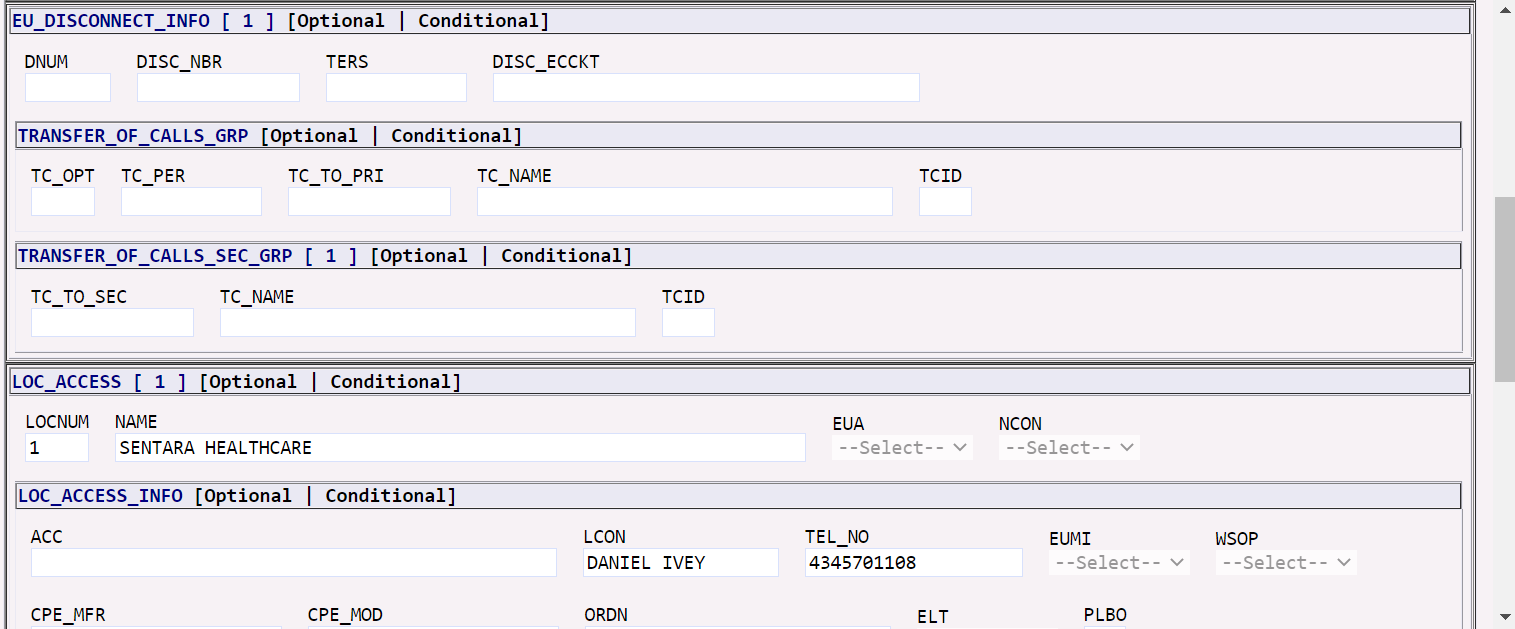 EU_DISCONNECT_INFO [ 1 ] [Optional | Conditional]
DNUM DISC_NBR TERS DISC_ECCKT
TRANSFER_OF_CALLS_GRP [Optional | Conditional]
TC_OPT TC_PER TC_TO_PRI TC_NAME TCID
TRANSFER_OF_CALLS_SEC_GRP [ 1 ] [Optional | Conditional]
TC_TO_SEC TC_NAME TCID
LOC_ACCESS [ 1 ] [Optional | Conditional]
LOCNUM NAME EUA NCON
1 SENTARA HEALTHCARE --Select-- --Select--
LOC_ACCESS_INFO [Optional | Conditional]
ACC LCON TEL_NO EUMI WSOP
DANIEL IVEY 4345701108 --Select-- --Select--
CPE_MFR CPE_MOD ORDN ELT PLBO